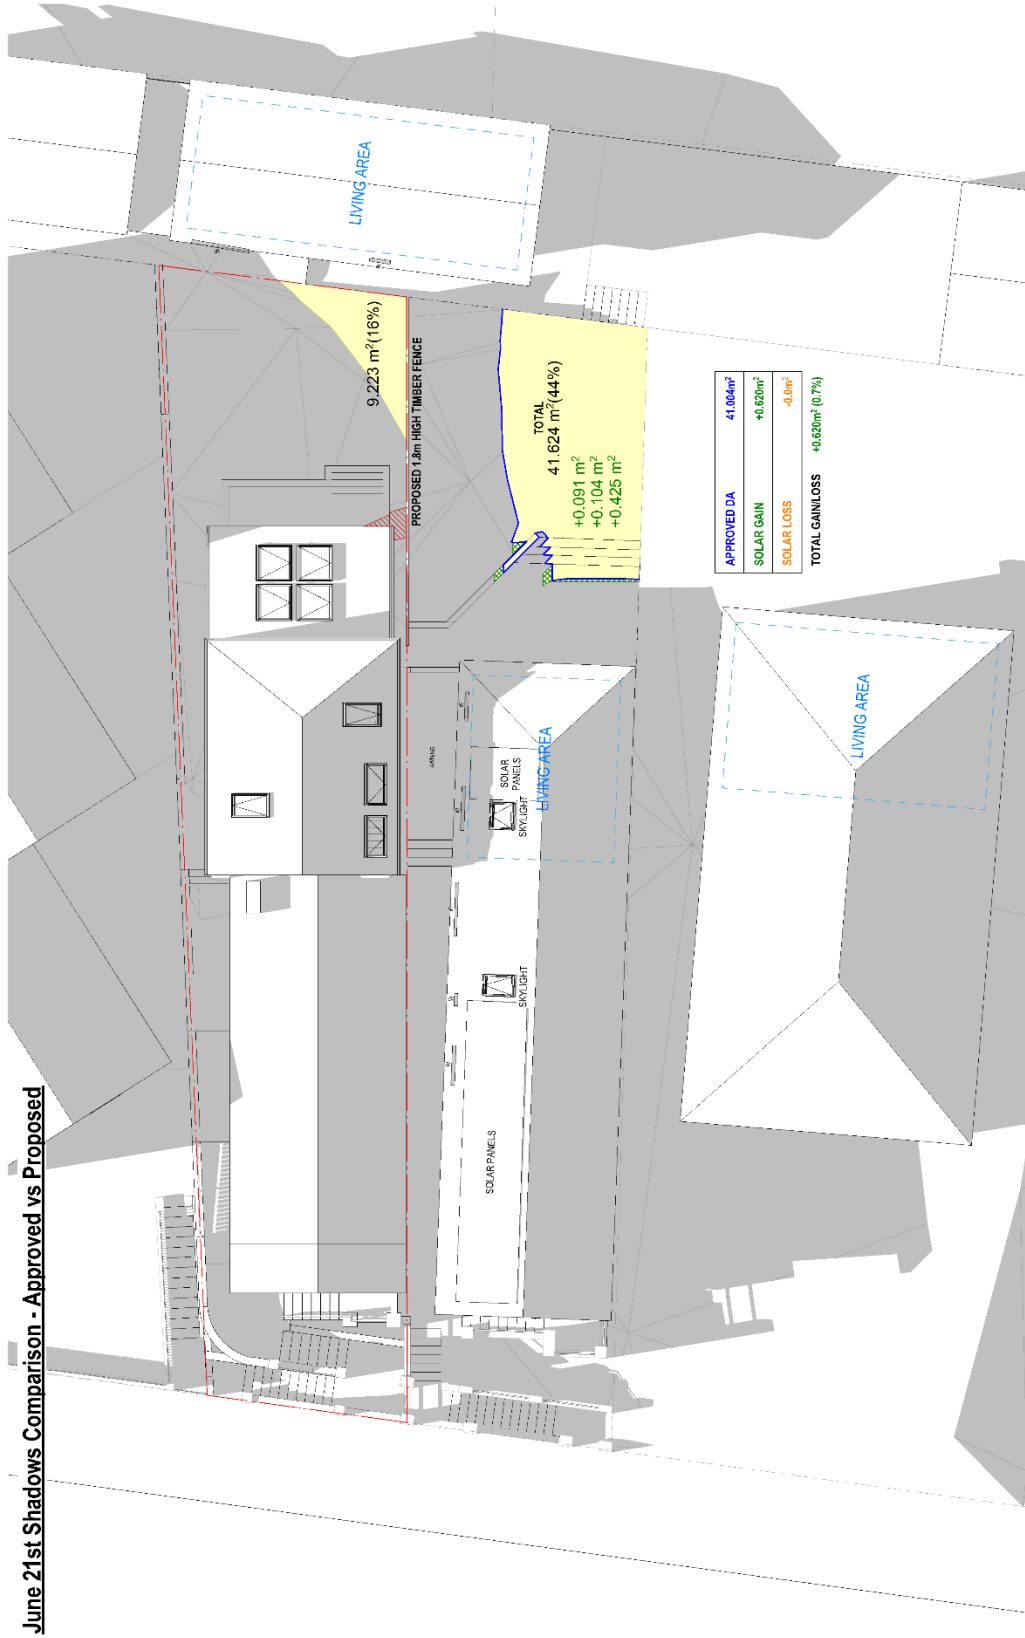 June 21st Shadows Comparison - Approved vs Proposed
LIVING AREA
9.223 m²(16%)
PROPOSED 1.8m HIGH TIMBER FENCE
TOTAL
41.624 m²(44%)
+0.091 m²
+0.104 m²
+0.425 m²
APPROVED DA 41.004m²
SOLAR GAIN +0.620m²
SOLAR LOSS -0.0m²
TOTAL GAIN/LOSS +0.620m² (0.7%)
AWNING
SOLAR
PANELS
LIVING AREA
SKYLIGHT
SKYLIGHT
SOLAR PANELS
LIVING AREA